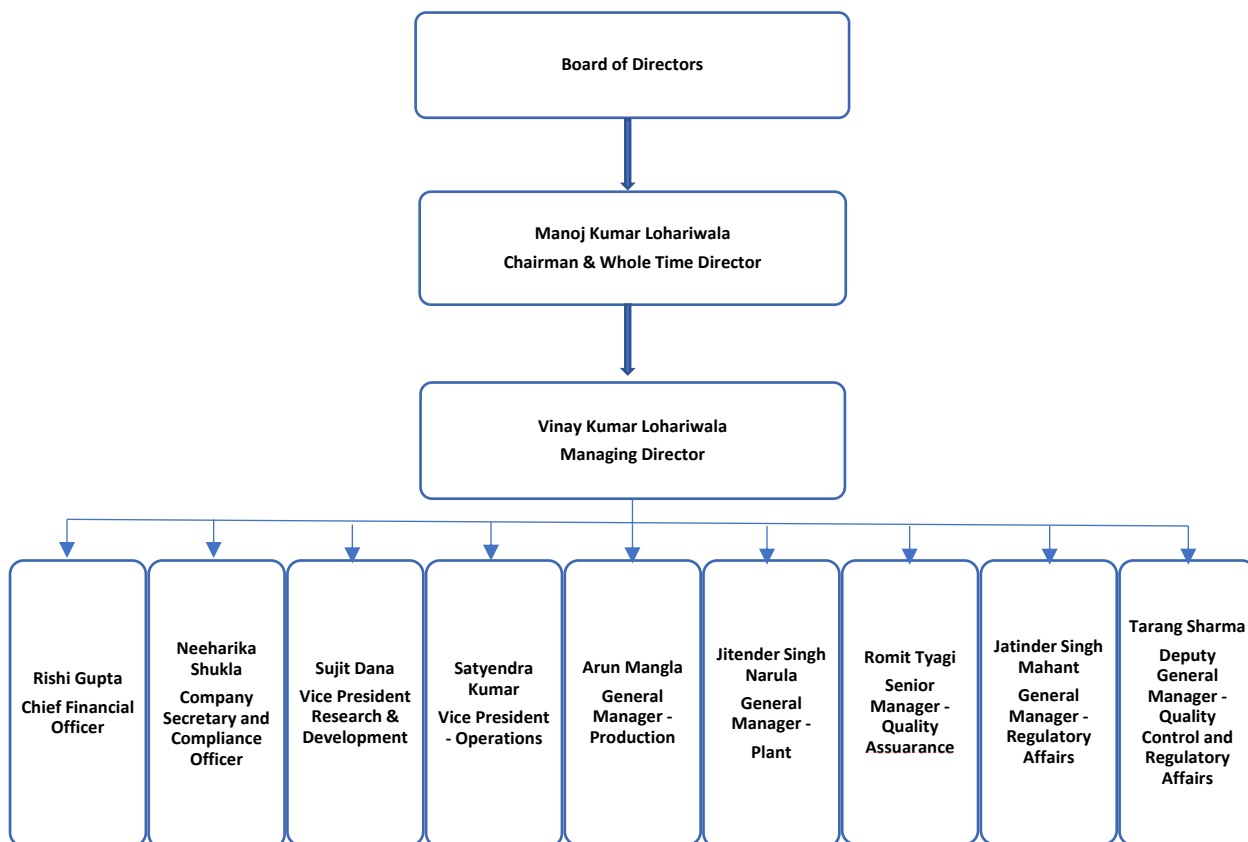 Board of Directors
Manoj Kumar Lohariwala
Chairman & Whole Time Director
Vinay Kumar Lohariwala
Managing Director
Rishi Gupta
Chief Financial
Officer
Neeharika
Shukla
Company
Secretary and
Compliance
Officer
Sujit Dana
Vice President
Research &
Development
Satyendra
Kumar
Vice President
- Operations
Arun Mangla
General
Manager -
Production
Jitender Singh
Narula
General
Manager -
Plant
Romit Tyagi
Senior
Manager -
Quality
Assuarance
Jatinder Singh
Mahant
General
Manager -
Regulatory
Affairs
Tarang Sharma
Deputy
General
Manager -
Quality
Control and
Regulatory
Affairs